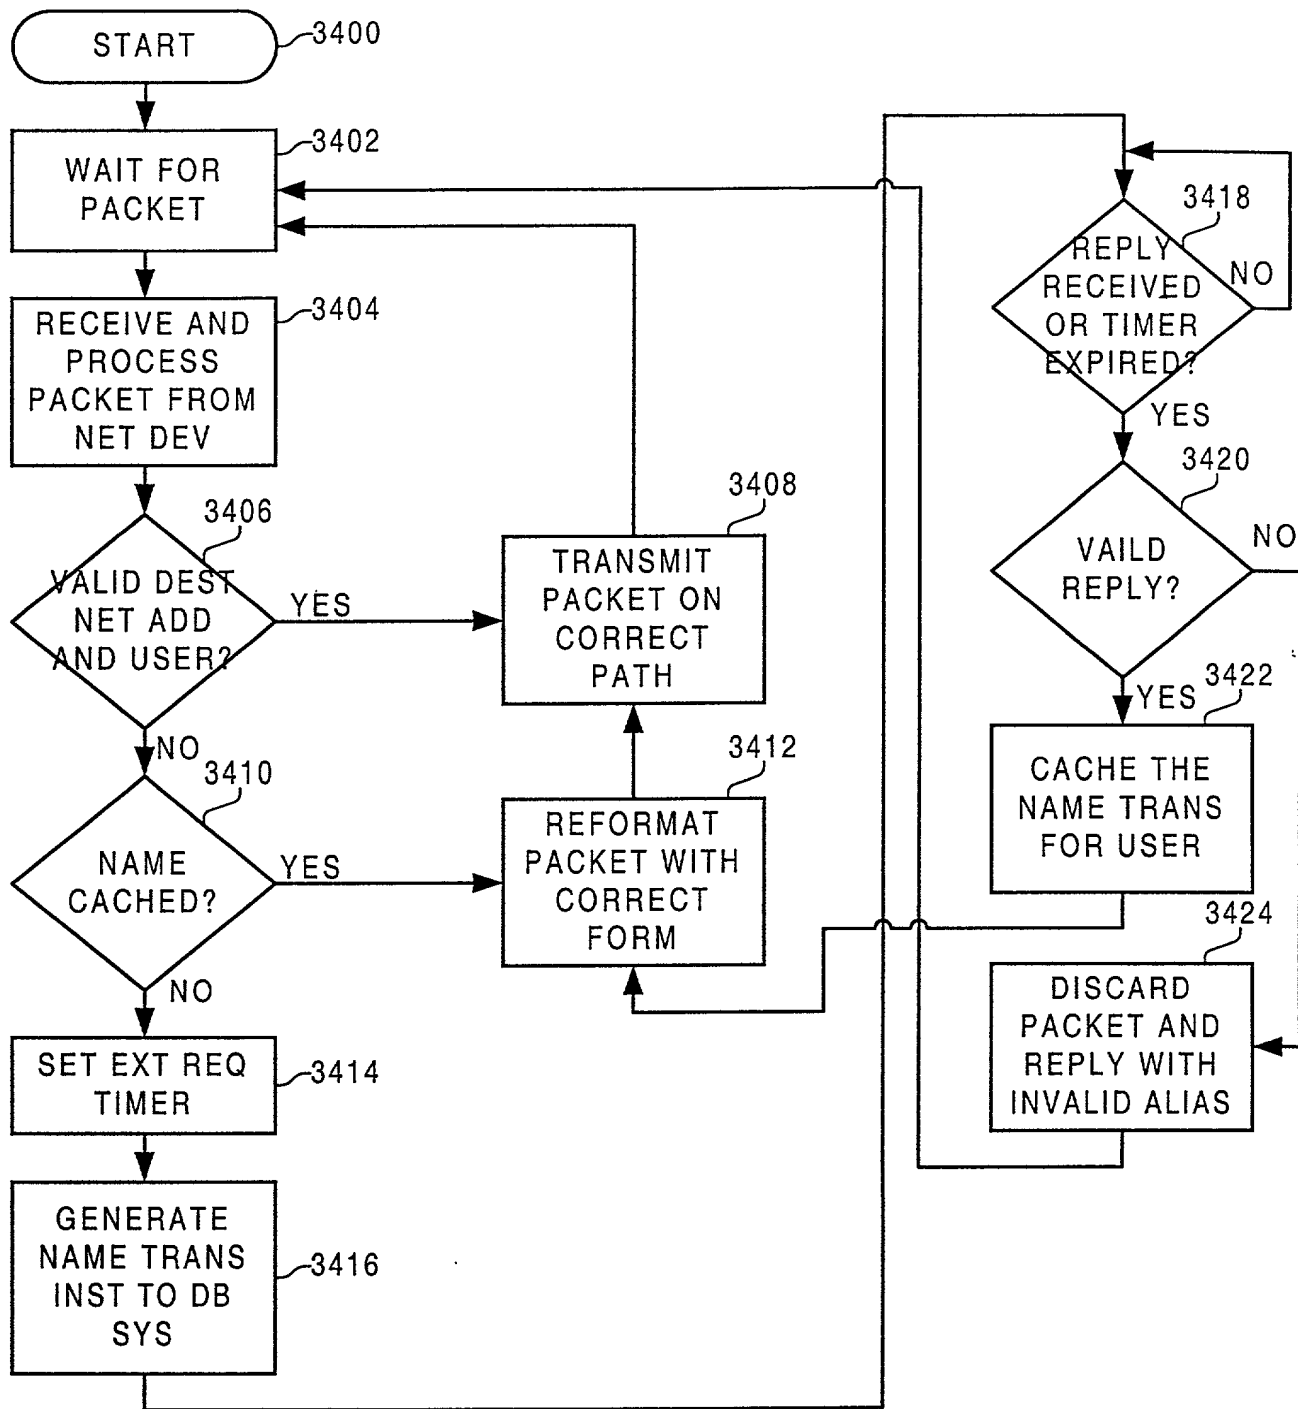 START
3400
3402
WAIT FOR
PACKET
3404
RECEIVE AND
PROCESS
PACKET FROM
NET DEV
3406
VALID DEST
NET ADD
AND USER?
YES
NO
3408
TRANSMIT
PACKET ON
CORRECT
PATH
3410
NAME
CACHED?
YES
NO
3412
REFORMAT
PACKET WITH
CORRECT
FORM
SET EXT REQ
TIMER
3414
GENERATE
NAME TRANS
INST TO DB
SYS
3416
3418
REPLY
RECEIVED
OR TIMER
EXPIRED?
NO
YES
3420
VAILD
REPLY?
NO
YES
3422
CACHE THE
NAME TRANS
FOR USER
3424
DISCARD
PACKET AND
REPLY WITH
INVALID ALIAS